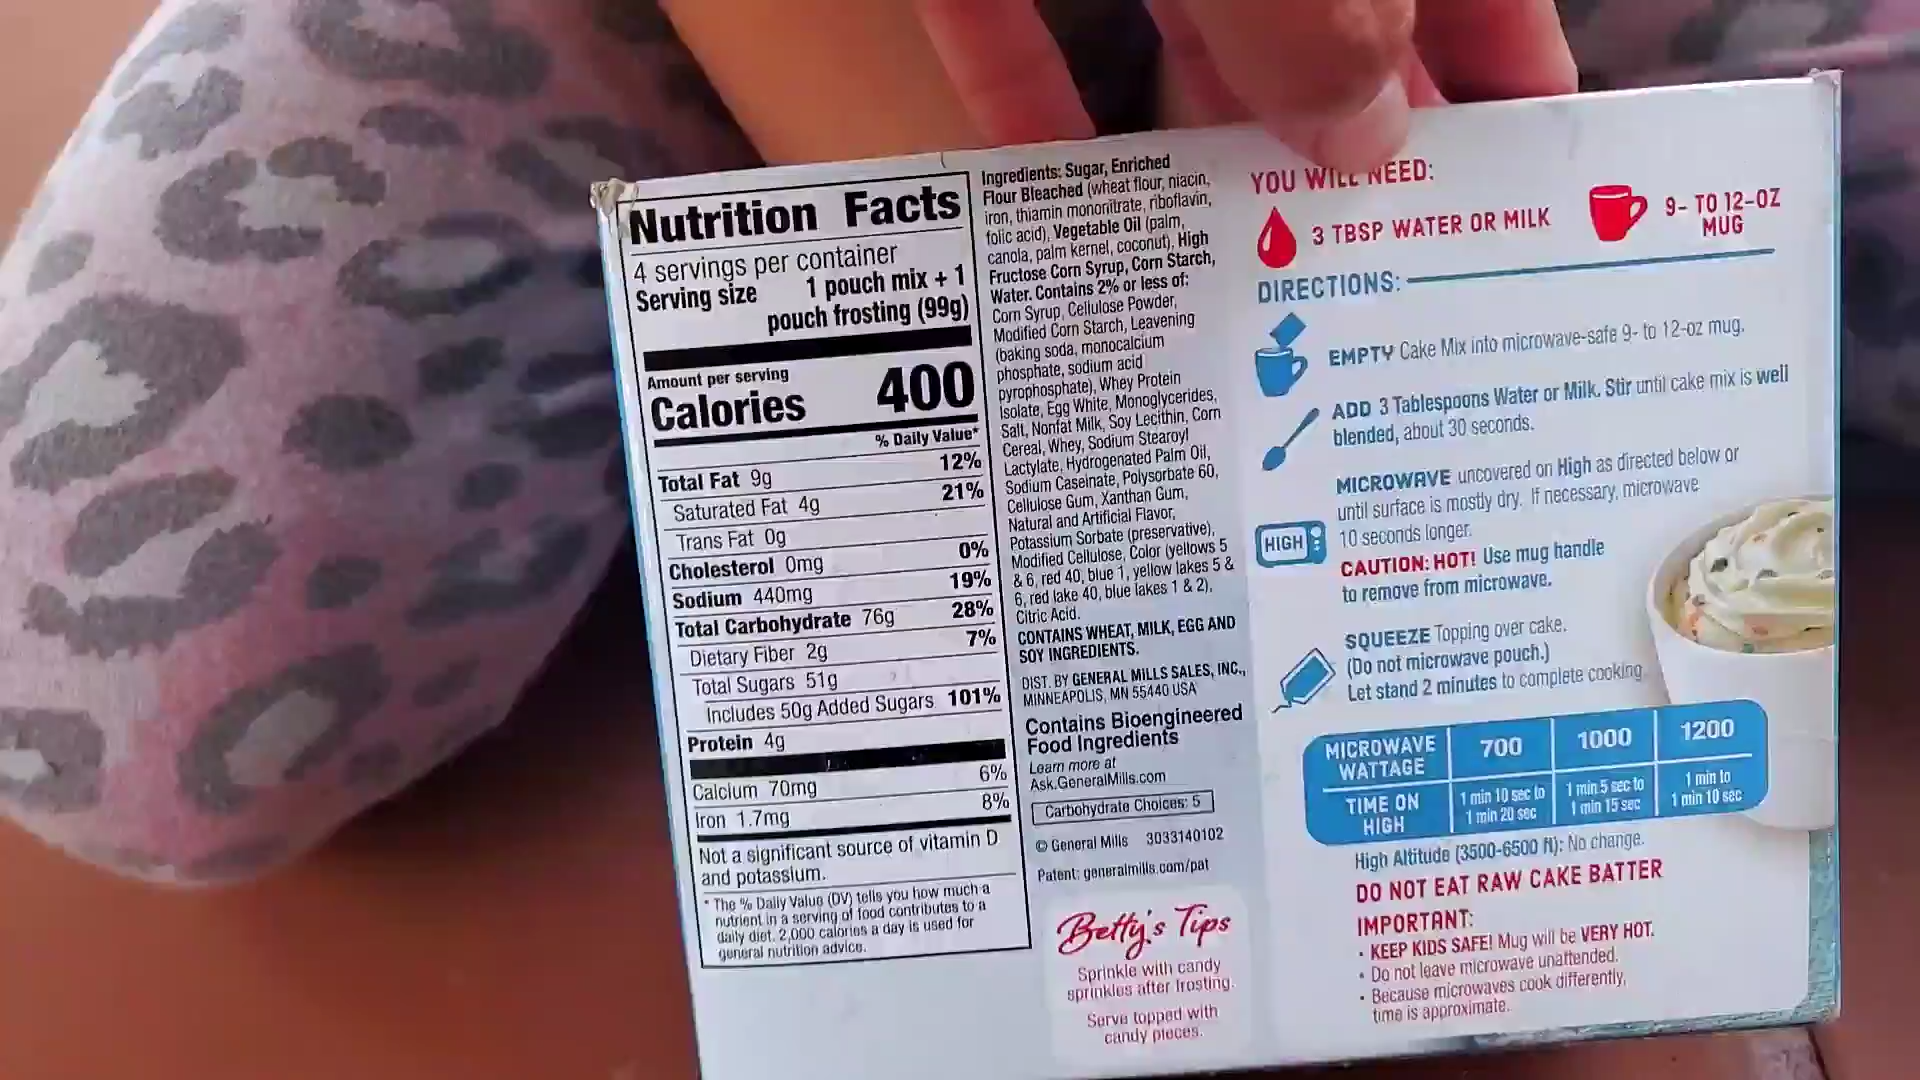 Nutrition Facts
4 servings per container
Serving size 1 pouch mix + 1
pouch frosting (99g)
Amount per serving
Calories 400
% Daily Value*
Total Fat 9g 12%
Saturated Fat 4g 21%
Trans Fat 0g
Cholesterol 0mg 0%
Sodium 440mg 19%
Total Carbohydrate 76g 28%
Dietary Fiber 2g 7%
Total Sugars 51g
Includes 50g Added Sugars 101%
Protein 4g
Calcium 70mg 6%
Iron 1.7mg 8%
Not a significant source of vitamin D
and potassium.
* The % Daily Value (DV) tells you how much a
nutrient in a serving of food contributes to a
daily diet. 2,000 calories a day is used for
general nutrition advice.
Ingredients: Sugar, Enriched
Flour Bleached (wheat flour, niacin,
iron, thiamin mononitrate, riboflavin,
folic acid), Vegetable Oil (palm,
canola, palm kernel, coconut), High
Fructose Corn Syrup, Corn Starch,
Water. Contains 2% or less of:
Corn Syrup, Cellulose Powder,
Modified Corn Starch, Leavening
(baking soda, monocalcium
phosphate, sodium acid
pyrophosphate), Whey Protein
Isolate, Egg White, Monoglycerides,
Salt, Nonfat Milk, Soy Lecithin, Corn
Cereal, Whey, Sodium Stearoyl
Lactylate, Hydrogenated Palm Oil,
Sodium Caseinate, Polysorbate 60,
Cellulose Gum, Xanthan Gum,
Natural and Artificial Flavor,
Potassium Sorbate (preservative),
Modified Cellulose, Color (yellows 5
& 6, red 40, blue 1, yellow lakes 5 &
6, red lake 40, blue lakes 1 & 2),
Citric Acid.
CONTAINS WHEAT, MILK, EGG AND
SOY INGREDIENTS.
DIST. BY GENERAL MILLS SALES, INC.,
MINNEAPOLIS, MN 55440 USA
Contains Bioengineered
Food Ingredients
Learn more at
Ask.GeneralMills.com
Carbohydrate Choices: 5
© General Mills 3033140102
Patent: generalmills.com/pat
Betty's Tips
Sprinkle with candy
sprinkles after frosting.
Serve topped with
candy pieces.
YOU WILL NEED:
3 TBSP WATER OR MILK
9- TO 12-OZ
MUG
DIRECTIONS:
EMPTY Cake Mix into microwave-safe 9- to 12-oz mug.
ADD 3 Tablespoons Water or Milk. Stir until cake mix is well
blended, about 30 seconds.
HIGH
MICROWAVE uncovered on High as directed below or
until surface is mostly dry. If necessary, microwave
10 seconds longer.
CAUTION: HOT! Use mug handle
to remove from microwave.
SQUEEZE Topping over cake.
(Do not microwave pouch.)
Let stand 2 minutes to complete cooking.
MICROWAVE WATTAGE 700 1000 1200
TIME ON HIGH 1 min 10 sec to 1 min 20 sec 1 min 5 sec to 1 min 15 sec 1 min to 1 min 10 sec
High Altitude (3500-6500 ft): No change.
DO NOT EAT RAW CAKE BATTER
IMPORTANT:
• KEEP KIDS SAFE! Mug will be VERY HOT.
• Do not leave microwave unattended.
• Because microwaves cook differently,
time is approximate.